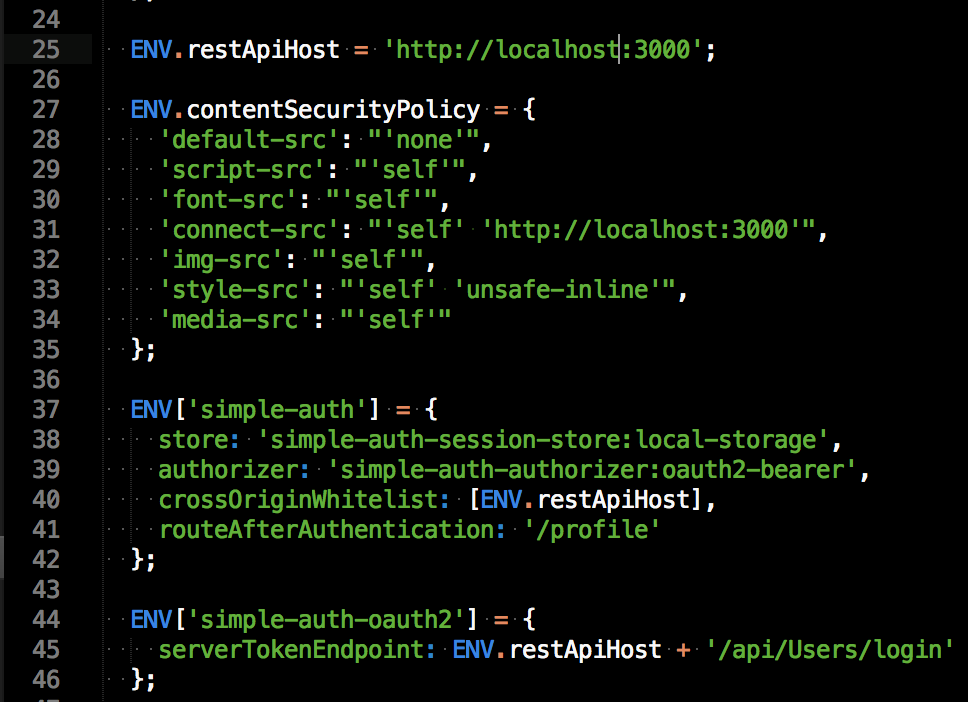 24
25 ENV.restApiHost = 'http://localhost:3000';
26
27 ENV.contentSecurityPolicy = {
28 'default-src': "'none'",
29 'script-src': "'self'",
30 'font-src': "'self'",
31 'connect-src': "'self' 'http://localhost:3000'",
32 'img-src': "'self'",
33 'style-src': "'self' 'unsafe-inline'",
34 'media-src': "'self'"
35 };
36
37 ENV['simple-auth'] = {
38 store: 'simple-auth-session-store:local-storage',
39 authorizer: 'simple-auth-authorizer:oauth2-bearer',
40 crossOriginWhitelist: [ENV.restApiHost],
41 routeAfterAuthentication: '/profile'
42 };
43
44 ENV['simple-auth-oauth2'] = {
45 serverTokenEndpoint: ENV.restApiHost + '/api/Users/login'
46 };